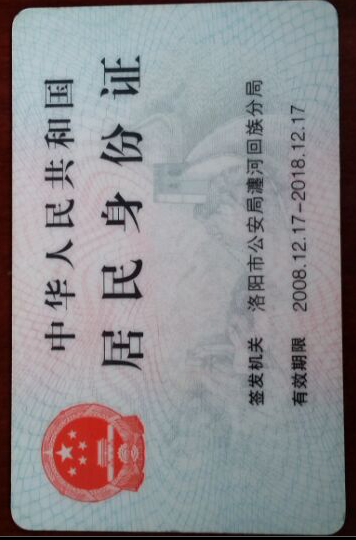 中华人民共和国
居民身份证
签发机关 洛阳市公安局瀍河回族分局
有效期限 2008.12.17-2018.12.17